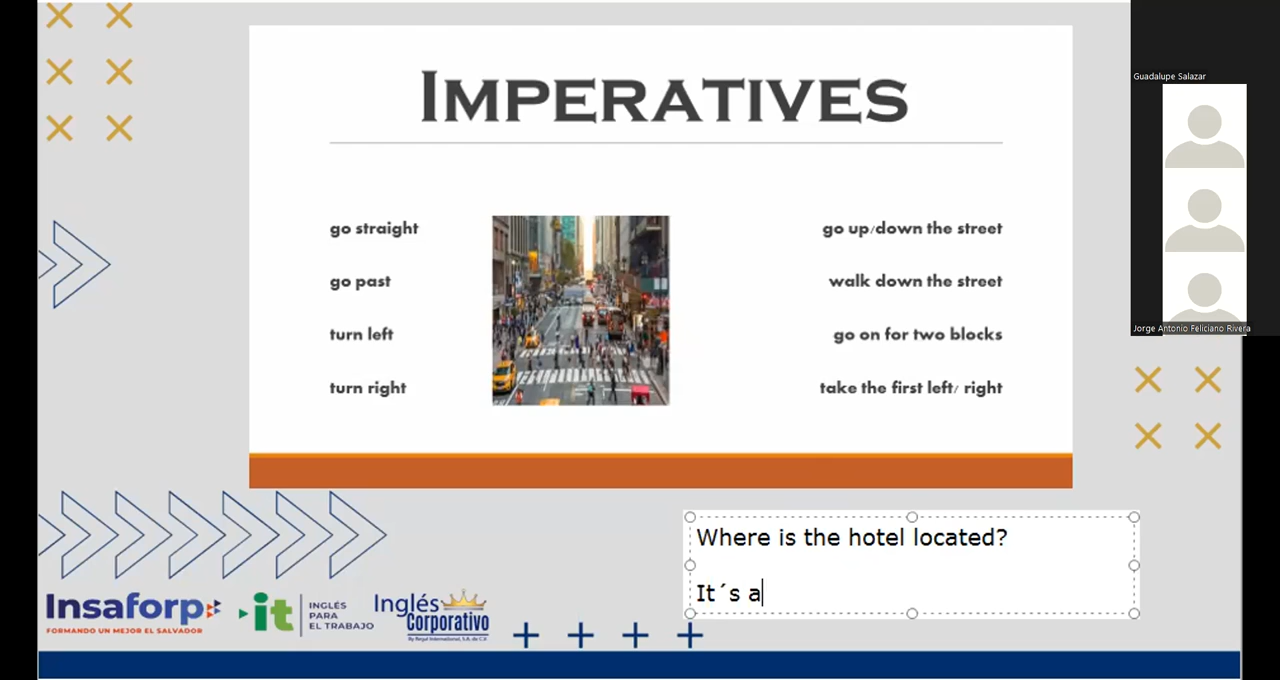 Guadalupe Salazar
IMPERATIVES
go straight
go past
turn left
turn right
go up/down the street
walk down the street
go on for two blocks
take the first left/ right
Jorge Antonio Feliciano Rivera
Where is the hotel located?
It´s a
Insaforp
FORMANDO UN MEJOR EL SALVADOR
it
INGLÉS
PARA
EL TRABAJO
Inglés
Corporativo
By Regal International, S.A. de C.V